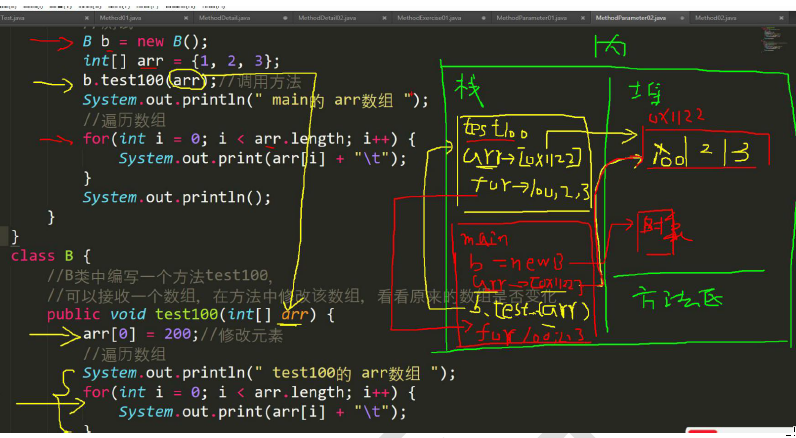 Test.java
Method01.java
MethodDetail.java
MethodDetail02.java
MethodExercise01.java
MethodParameter01.java
MethodParameter02.java
Method02.java
B b = new B();
int[] arr = {1, 2, 3};
b.test100(arr);//调用方法
System.out.println(" main的 arr数组 ");
//遍历数组
for(int i = 0; i < arr.length; i++) {
System.out.print(arr[i] + "\t");
}
System.out.println();
}
}
class B {
//B类中编写一个方法test100,
//可以接收一个数组, 在方法中修改该数组, 看看原来的数组是否变化
public void test100(int[] arr) {
arr[0] = 200;//修改元素
//遍历数组
System.out.println(" test100的 arr数组 ");
for(int i = 0; i < arr.length; i++) {
System.out.print(arr[i] + "\t");
}
栈
test100
arr→[0x1122]
for→100,2,3
main
b = new B
arr→[0x1122]
b.test(arr)
for 100,2,3
堆
0x1122
100 2 3
对象
方法区